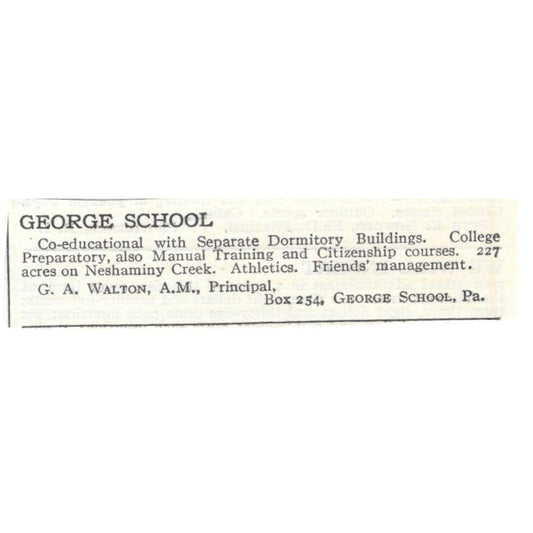 GEORGE SCHOOL
Co-educational with Separate Dormitory Buildings. College
Preparatory, also Manual Training and Citizenship courses. 227
acres on Neshaminy Creek. Athletics. Friends' management.
G. A. WALTON, A.M., Principal,
Box 254, GEORGE SCHOOL, Pa.